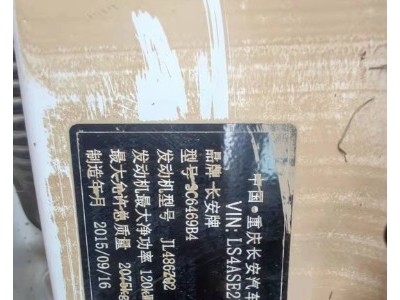 中国·重庆长安汽车
VIN: LS4ASE2
品牌 长安牌
型号 SC6469B4
发动机型号 JL486ZQ2
发动机最大净功率 120kW
最大允许总质量 2075kg
制造年月 2015/09/16